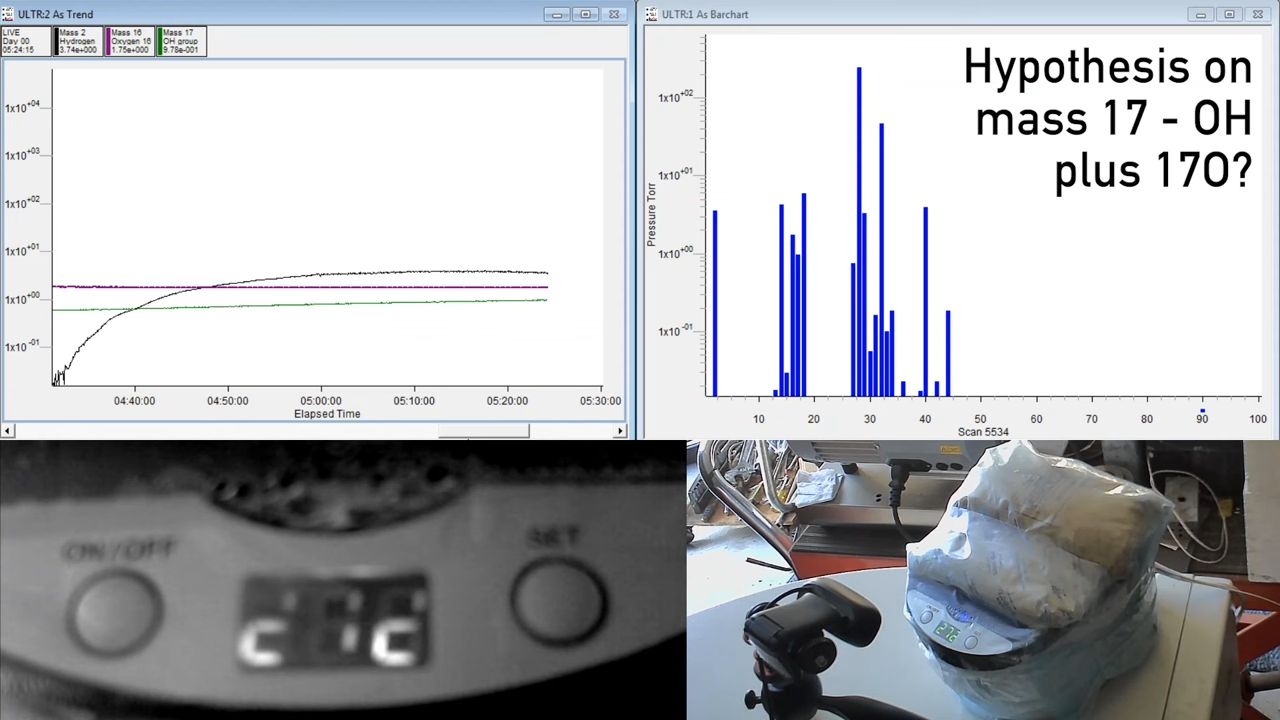 ULTR:2 As Trend
LIVE
Day 00
05:24:15
Mass 2
Hydrogen
3.74e+000
Mass 16
Oxygen 16
1.75e+000
Mass 17
OH group
9.78e-001
1x10+04
1x10+03
1x10+02
1x10+01
1x10+00
1x10-01
04:40:00 04:50:00 05:00:00 05:10:00 05:20:00 05:30:00
Elapsed Time
ULTR:1 As Barchart
Hypothesis on
mass 17 - OH
plus 17O?
Pressure Torr
1x10+02
1x10+01
1x10+00
1x10-01
10 20 30 40 50 60 70 80 90 100
Scan 5534
ON/OFF
SET